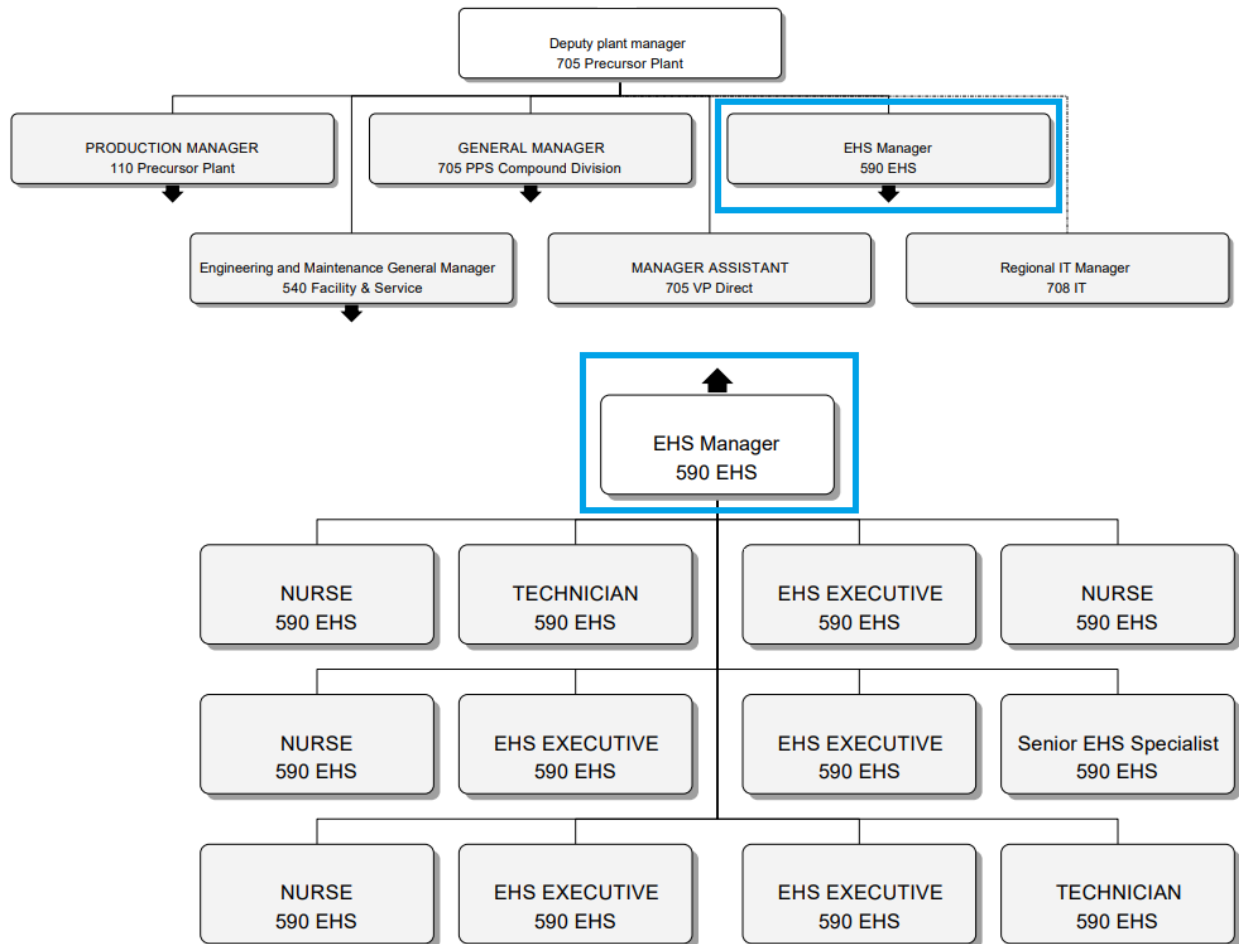 Deputy plant manager
705 Precursor Plant
PRODUCTION MANAGER
110 Precursor Plant
GENERAL MANAGER
705 PPS Compound Division
EHS Manager
590 EHS
Engineering and Maintenance General Manager
540 Facility & Service
MANAGER ASSISTANT
705 VP Direct
Regional IT Manager
708 IT
EHS Manager
590 EHS
NURSE
590 EHS
TECHNICIAN
590 EHS
EHS EXECUTIVE
590 EHS
NURSE
590 EHS
NURSE
590 EHS
EHS EXECUTIVE
590 EHS
EHS EXECUTIVE
590 EHS
Senior EHS Specialist
590 EHS
NURSE
590 EHS
EHS EXECUTIVE
590 EHS
EHS EXECUTIVE
590 EHS
TECHNICIAN
590 EHS